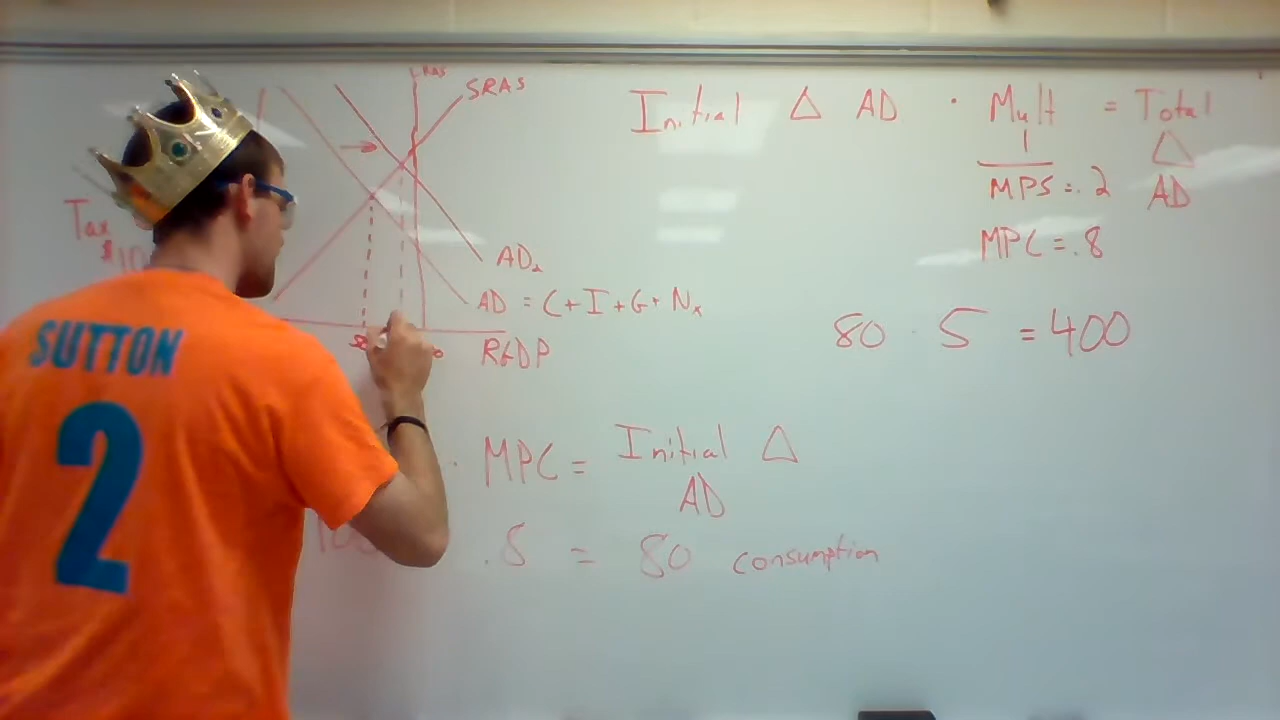 LRAS
SRAS
Initial Δ AD · Mult = Total Δ AD
1
MPS = .2
MPC = .8
Tax
$10
AD₂
AD = C + I + G + Nx
RGDP
80 · 5 = 400
SUTTON
2
· MPC = Initial Δ AD
.8 = 80 consumption